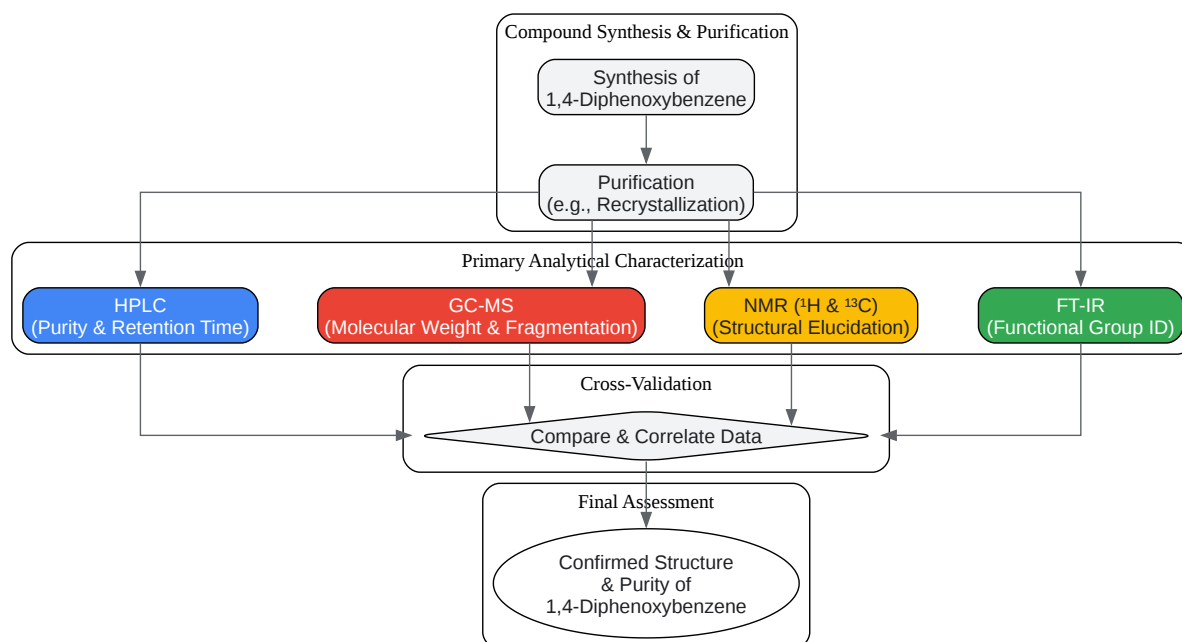 Compound Synthesis & Purification
Synthesis of
1,4-Diphenoxybenzene
Purification
(e.g., Recrystallization)
Primary Analytical Characterization
HPLC
(Purity & Retention Time)
GC-MS
(Molecular Weight & Fragmentation)
NMR (¹H & ¹³C)
(Structural Elucidation)
FT-IR
(Functional Group ID)
Cross-Validation
Compare & Correlate Data
Final Assessment
Confirmed Structure
& Purity of
1,4-Diphenoxybenzene